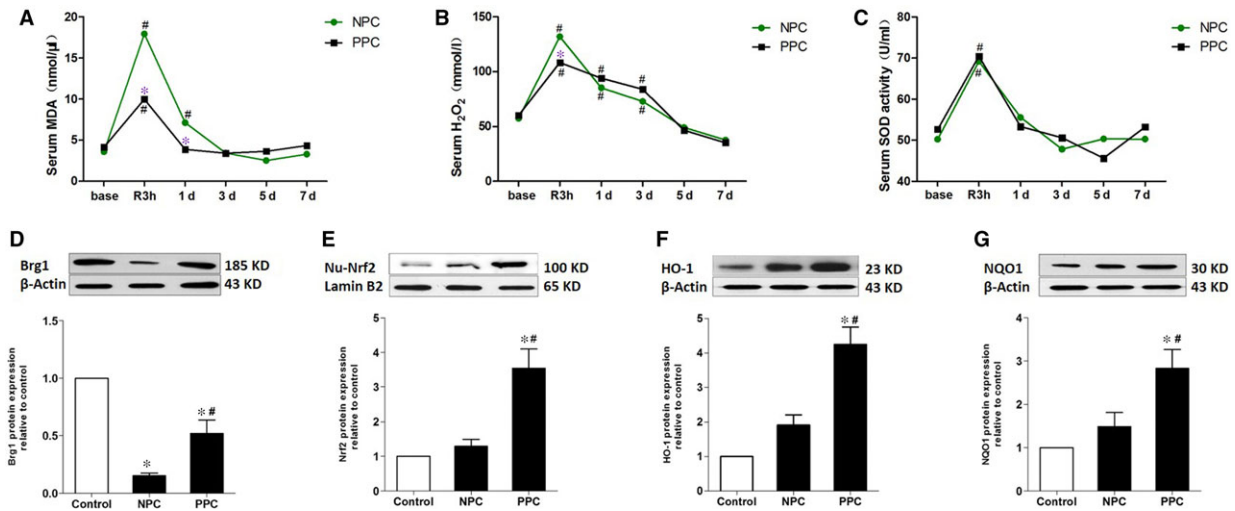 A
Serum MDA (nmol/μl)
20
15
10
5
0
NPC
PPC
#
*
#
#
*
base R3h 1 d 3 d 5 d 7 d
B
Serum H₂O₂ (mmol/l)
150
100
50
0
NPC
PPC
#
*
#
#
#
#
#
base R3h 1 d 3 d 5 d 7 d
C
Serum SOD activity (U/ml)
80
70
60
50
40
NPC
PPC
#
#
base R3h 1 d 3 d 5 d 7 d
D
Brg1 185 KD
β-Actin 43 KD
Brg1 protein expression
relative to control
1.5
1.0
0.5
0.0
*
* #
Control NPC PPC
E
Nu-Nrf2 100 KD
Lamin B2 65 KD
Nrf2 protein expression
relative to control
5
4
3
2
1
0
* #
Control NPC PPC
F
HO-1 23 KD
β-Actin 43 KD
HO-1 protein expression
relative to control
5
4
3
2
1
0
* #
Control NPC PPC
G
NQO1 30 KD
β-Actin 43 KD
NQO1 protein expression
relative to control
4
3
2
1
0
* #
Control NPC PPC